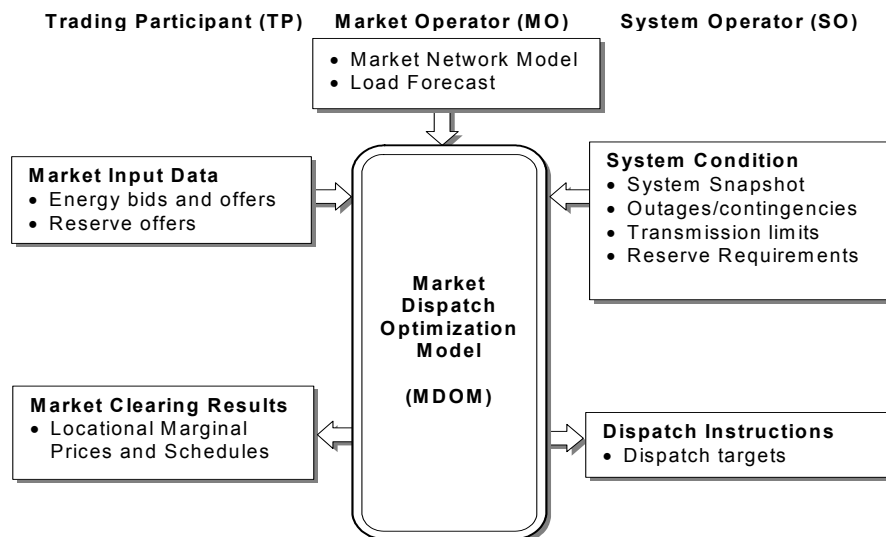 Trading Participant (TP)
Market Operator (MO)
System Operator (SO)
• Market Network Model
• Load Forecast
Market Input Data
• Energy bids and offers
• Reserve offers
System Condition
• System Snapshot
• Outages/contingencies
• Transmission limits
• Reserve Requirements
Market
Dispatch
Optimization
Model
(MDOM)
Market Clearing Results
• Locational Marginal
Prices and Schedules
Dispatch Instructions
• Dispatch targets